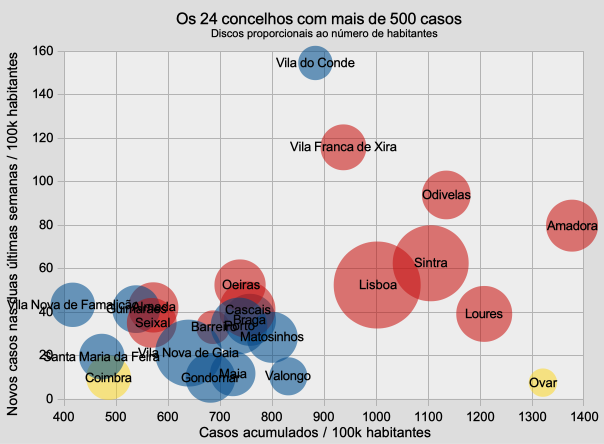 Os 24 concelhos com mais de 500 casos
Discos proporcionais ao número de habitantes
Novos casos nas duas últimas semanas / 100k habitantes
160
140
120
100
80
60
40
20
0
Vila do Conde
Vila Franca de Xira
Odivelas
Amadora
Sintra
Oeiras
Lisboa
Vila Nova de Famalicão
Guimarães
Almada
Cascais
Loures
Seixal
Braga
Barreiro
Porto
Matosinhos
Vila Nova de Gaia
Santa Maria da Feira
Coimbra
Gondomar
Maia
Valongo
Ovar
400 500 600 700 800 900 1000 1100 1200 1300 1400
Casos acumulados / 100k habitantes